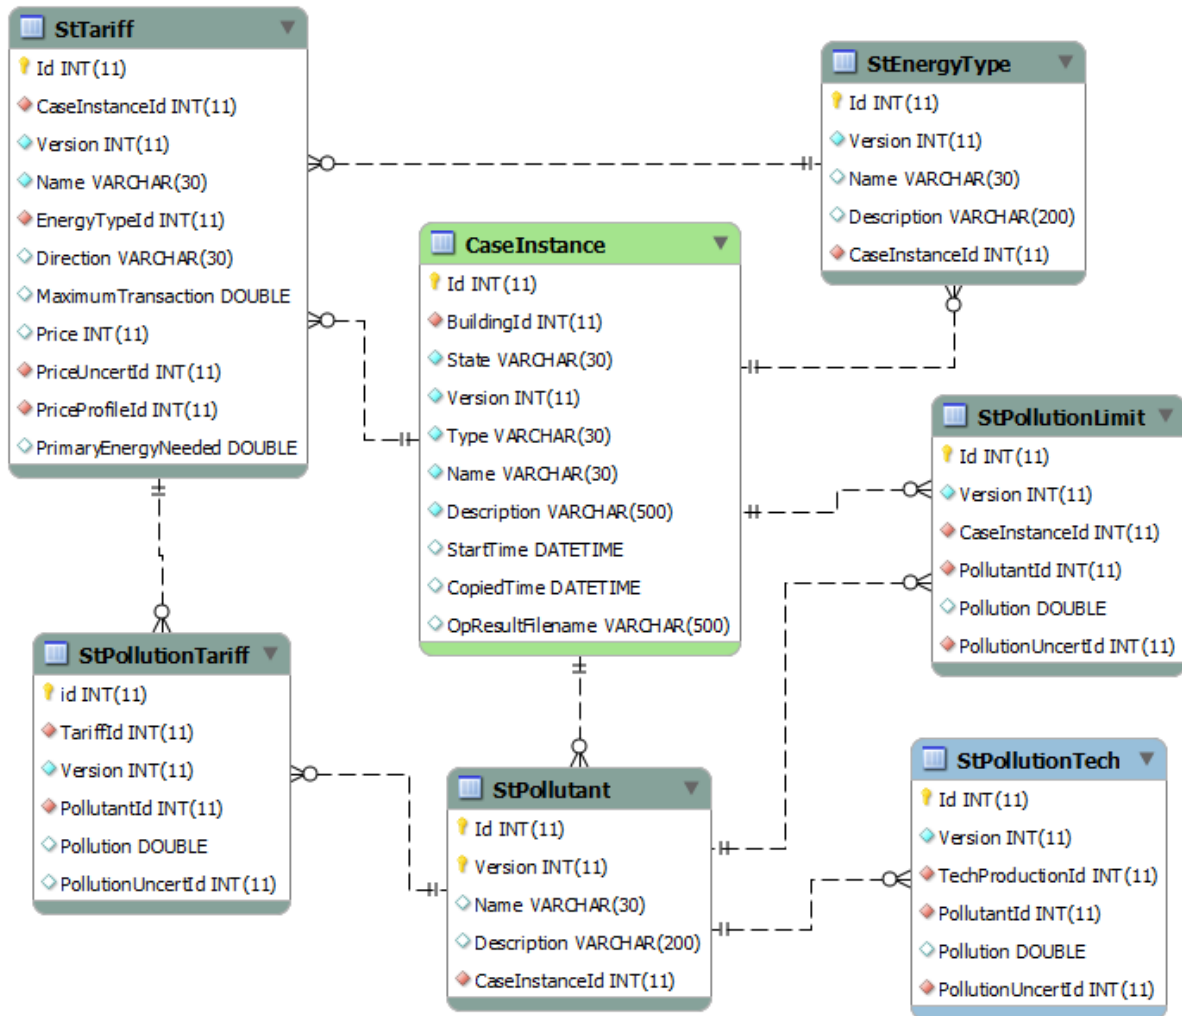 StTariff
Id INT(11)
CaseInstanceId INT(11)
Version INT(11)
Name VARCHAR(30)
EnergyTypeId INT(11)
Direction VARCHAR(30)
MaximumTransaction DOUBLE
Price INT(11)
PriceUncertId INT(11)
PriceProfileId INT(11)
PrimaryEnergyNeeded DOUBLE
StEnergyType
Id INT(11)
Version INT(11)
Name VARCHAR(30)
Description VARCHAR(200)
CaseInstanceId INT(11)
CaseInstance
Id INT(11)
BuildingId INT(11)
State VARCHAR(30)
Version INT(11)
Type VARCHAR(30)
Name VARCHAR(30)
Description VARCHAR(500)
StartTime DATETIME
CopiedTime DATETIME
OpResultFilename VARCHAR(500)
StPollutionLimit
Id INT(11)
Version INT(11)
CaseInstanceId INT(11)
PollutantId INT(11)
Pollution DOUBLE
PollutionUncertId INT(11)
StPollutionTariff
id INT(11)
TariffId INT(11)
Version INT(11)
PollutantId INT(11)
Pollution DOUBLE
PollutionUncertId INT(11)
StPollutant
Id INT(11)
Version INT(11)
Name VARCHAR(30)
Description VARCHAR(200)
CaseInstanceId INT(11)
StPollutionTech
Id INT(11)
Version INT(11)
TechProductionId INT(11)
PollutantId INT(11)
Pollution DOUBLE
PollutionUncertId INT(11)